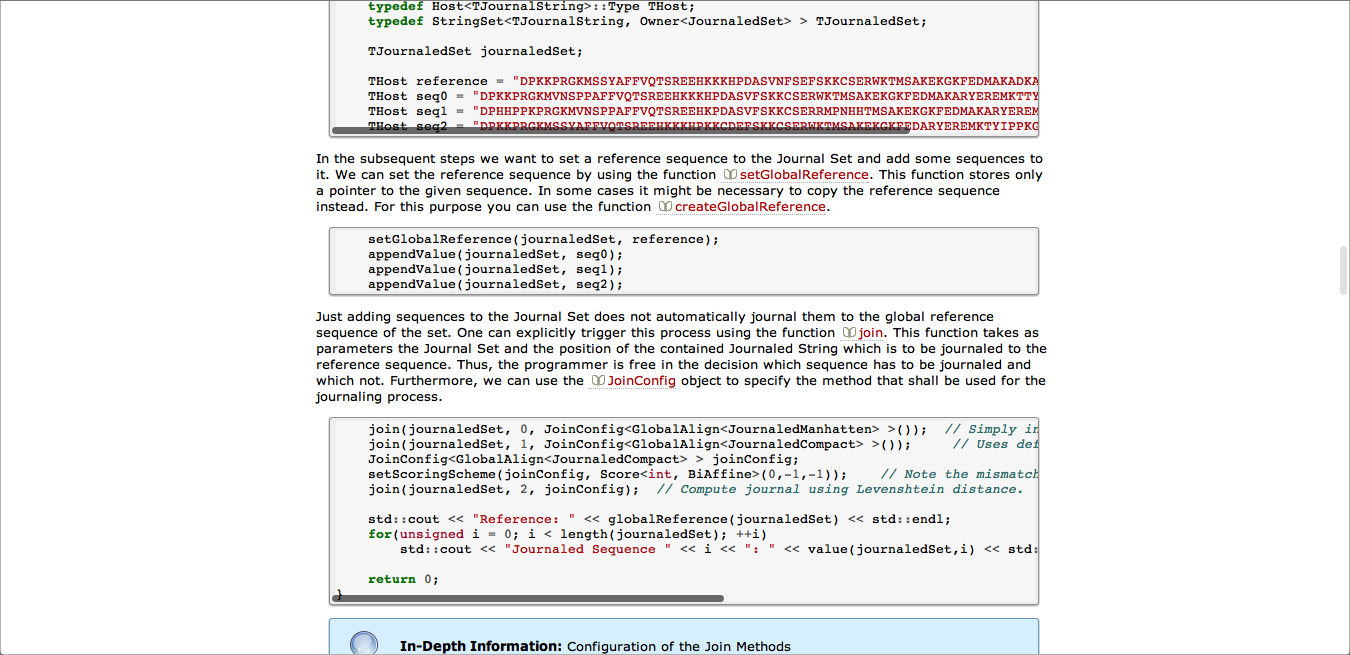 typedef Host<TJournalString>::Type THost;
typedef StringSet<TJournalString, Owner<JournaledSet> > TJournaledSet;
TJournaledSet journaledSet;
THost reference = "DPKKPRGKMSSYAFFVQTSREEHKKKHPDASVNFSEFSKKCSERWKTMSAKEKGKFEDMAKADKA
THost seq0 = "DPKKPRGKMVNSPPAFFVQTSREEHKKKHPDASVFSKKCSERWKTMSAKEKGKFEDMAKARYEREMKTTY
THost seq1 = "DPHHPPKPRGKMVNSPPAFFVQTSREEHKPDASVFSKKCSERRMPNHHTMSAKEKGKFEDMAKARYEREM
THost seq2 = "DPKKPRGKMSSYAFFVQTSREEHKKKHPKKCDEFSKKCSERWKTMSAKEKGKFEDARYEREMKTYIPPKG
In the subsequent steps we want to set a reference sequence to the Journal Set and add some sequences to
it. We can set the reference sequence by using the function setGlobalReference. This function stores only
a pointer to the given sequence. In some cases it might be necessary to copy the reference sequence
instead. For this purpose you can use the function createGlobalReference.
setGlobalReference(journaledSet, reference);
appendValue(journaledSet, seq0);
appendValue(journaledSet, seq1);
appendValue(journaledSet, seq2);
Just adding sequences to the Journal Set does not automatically journal them to the global reference
sequence of the set. One can explicitly trigger this process using the function join. This function takes as
parameters the Journal Set and the position of the contained Journaled String which is to be journaled to the
reference sequence. Thus, the programmer is free in the decision which sequence has to be journaled and
which not. Furthermore, we can use the JoinConfig object to specify the method that shall be used for the
journaling process.
join(journaledSet, 0, JoinConfig<GlobalAlign<JournaledManhatten> >()); // Simply in
join(journaledSet, 1, JoinConfig<GlobalAlign<JournaledCompact> >()); // Uses def
JoinConfig<GlobalAlign<JournaledCompact> > joinConfig;
setScoringScheme(joinConfig, Score<int, BiAffine>(0,-1,-1)); // Note the mismatch
join(journaledSet, 2, joinConfig); // Compute journal using Levenshtein distance.
std::cout << "Reference: " << globalReference(journaledSet) << std::endl;
for(unsigned i = 0; i < length(journaledSet); ++i)
std::cout << "Journaled Sequence " << i << ": " << value(journaledSet,i) << std:
return 0;
}
In-Depth Information: Configuration of the Join Methods